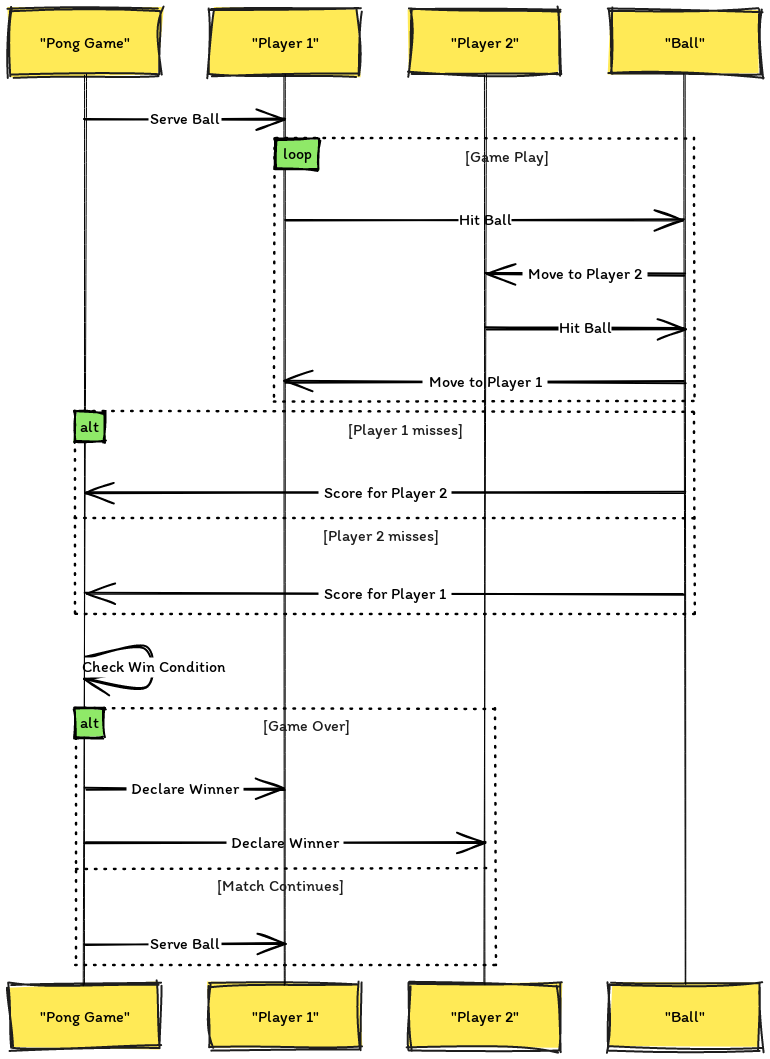 "Pong Game"
"Player 1"
"Player 2"
"Ball"
Serve Ball
loop
[Game Play]
Hit Ball
Move to Player 2
Hit Ball
Move to Player 1
alt
[Player 1 misses]
Score for Player 2
[Player 2 misses]
Score for Player 1
Check Win Condition
alt
[Game Over]
Declare Winner
Declare Winner
[Match Continues]
Serve Ball
"Pong Game"
"Player 1"
"Player 2"
"Ball"